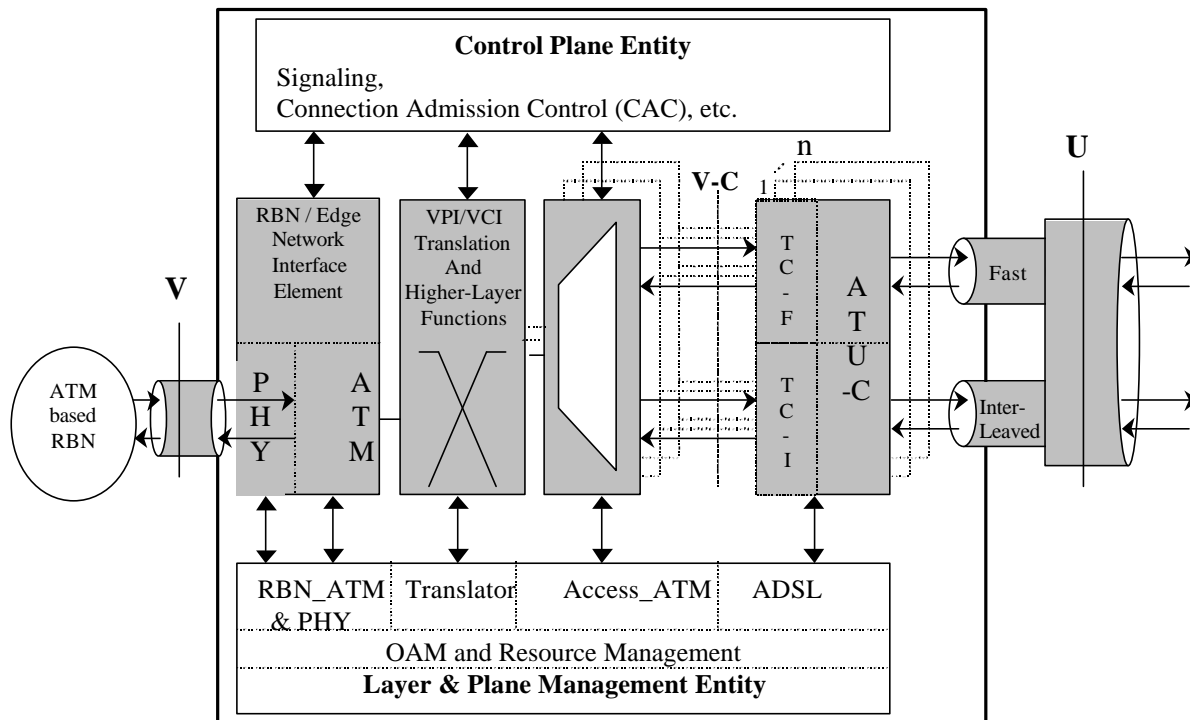 Control Plane Entity
Signaling,
Connection Admission Control (CAC), etc.
n
U
V-C
1
RBN / Edge
Network
Interface
Element
VPI/VCI
Translation
And
Higher-Layer
Functions
T
C
-
F
A
T
U
-C
Fast
V
P
H
Y
A
T
M
T
C
-
I
ATM
based
RBN
Inter-
Leaved
RBN_ATM
& PHY
Translator
Access_ATM
ADSL
OAM and Resource Management
Layer & Plane Management Entity